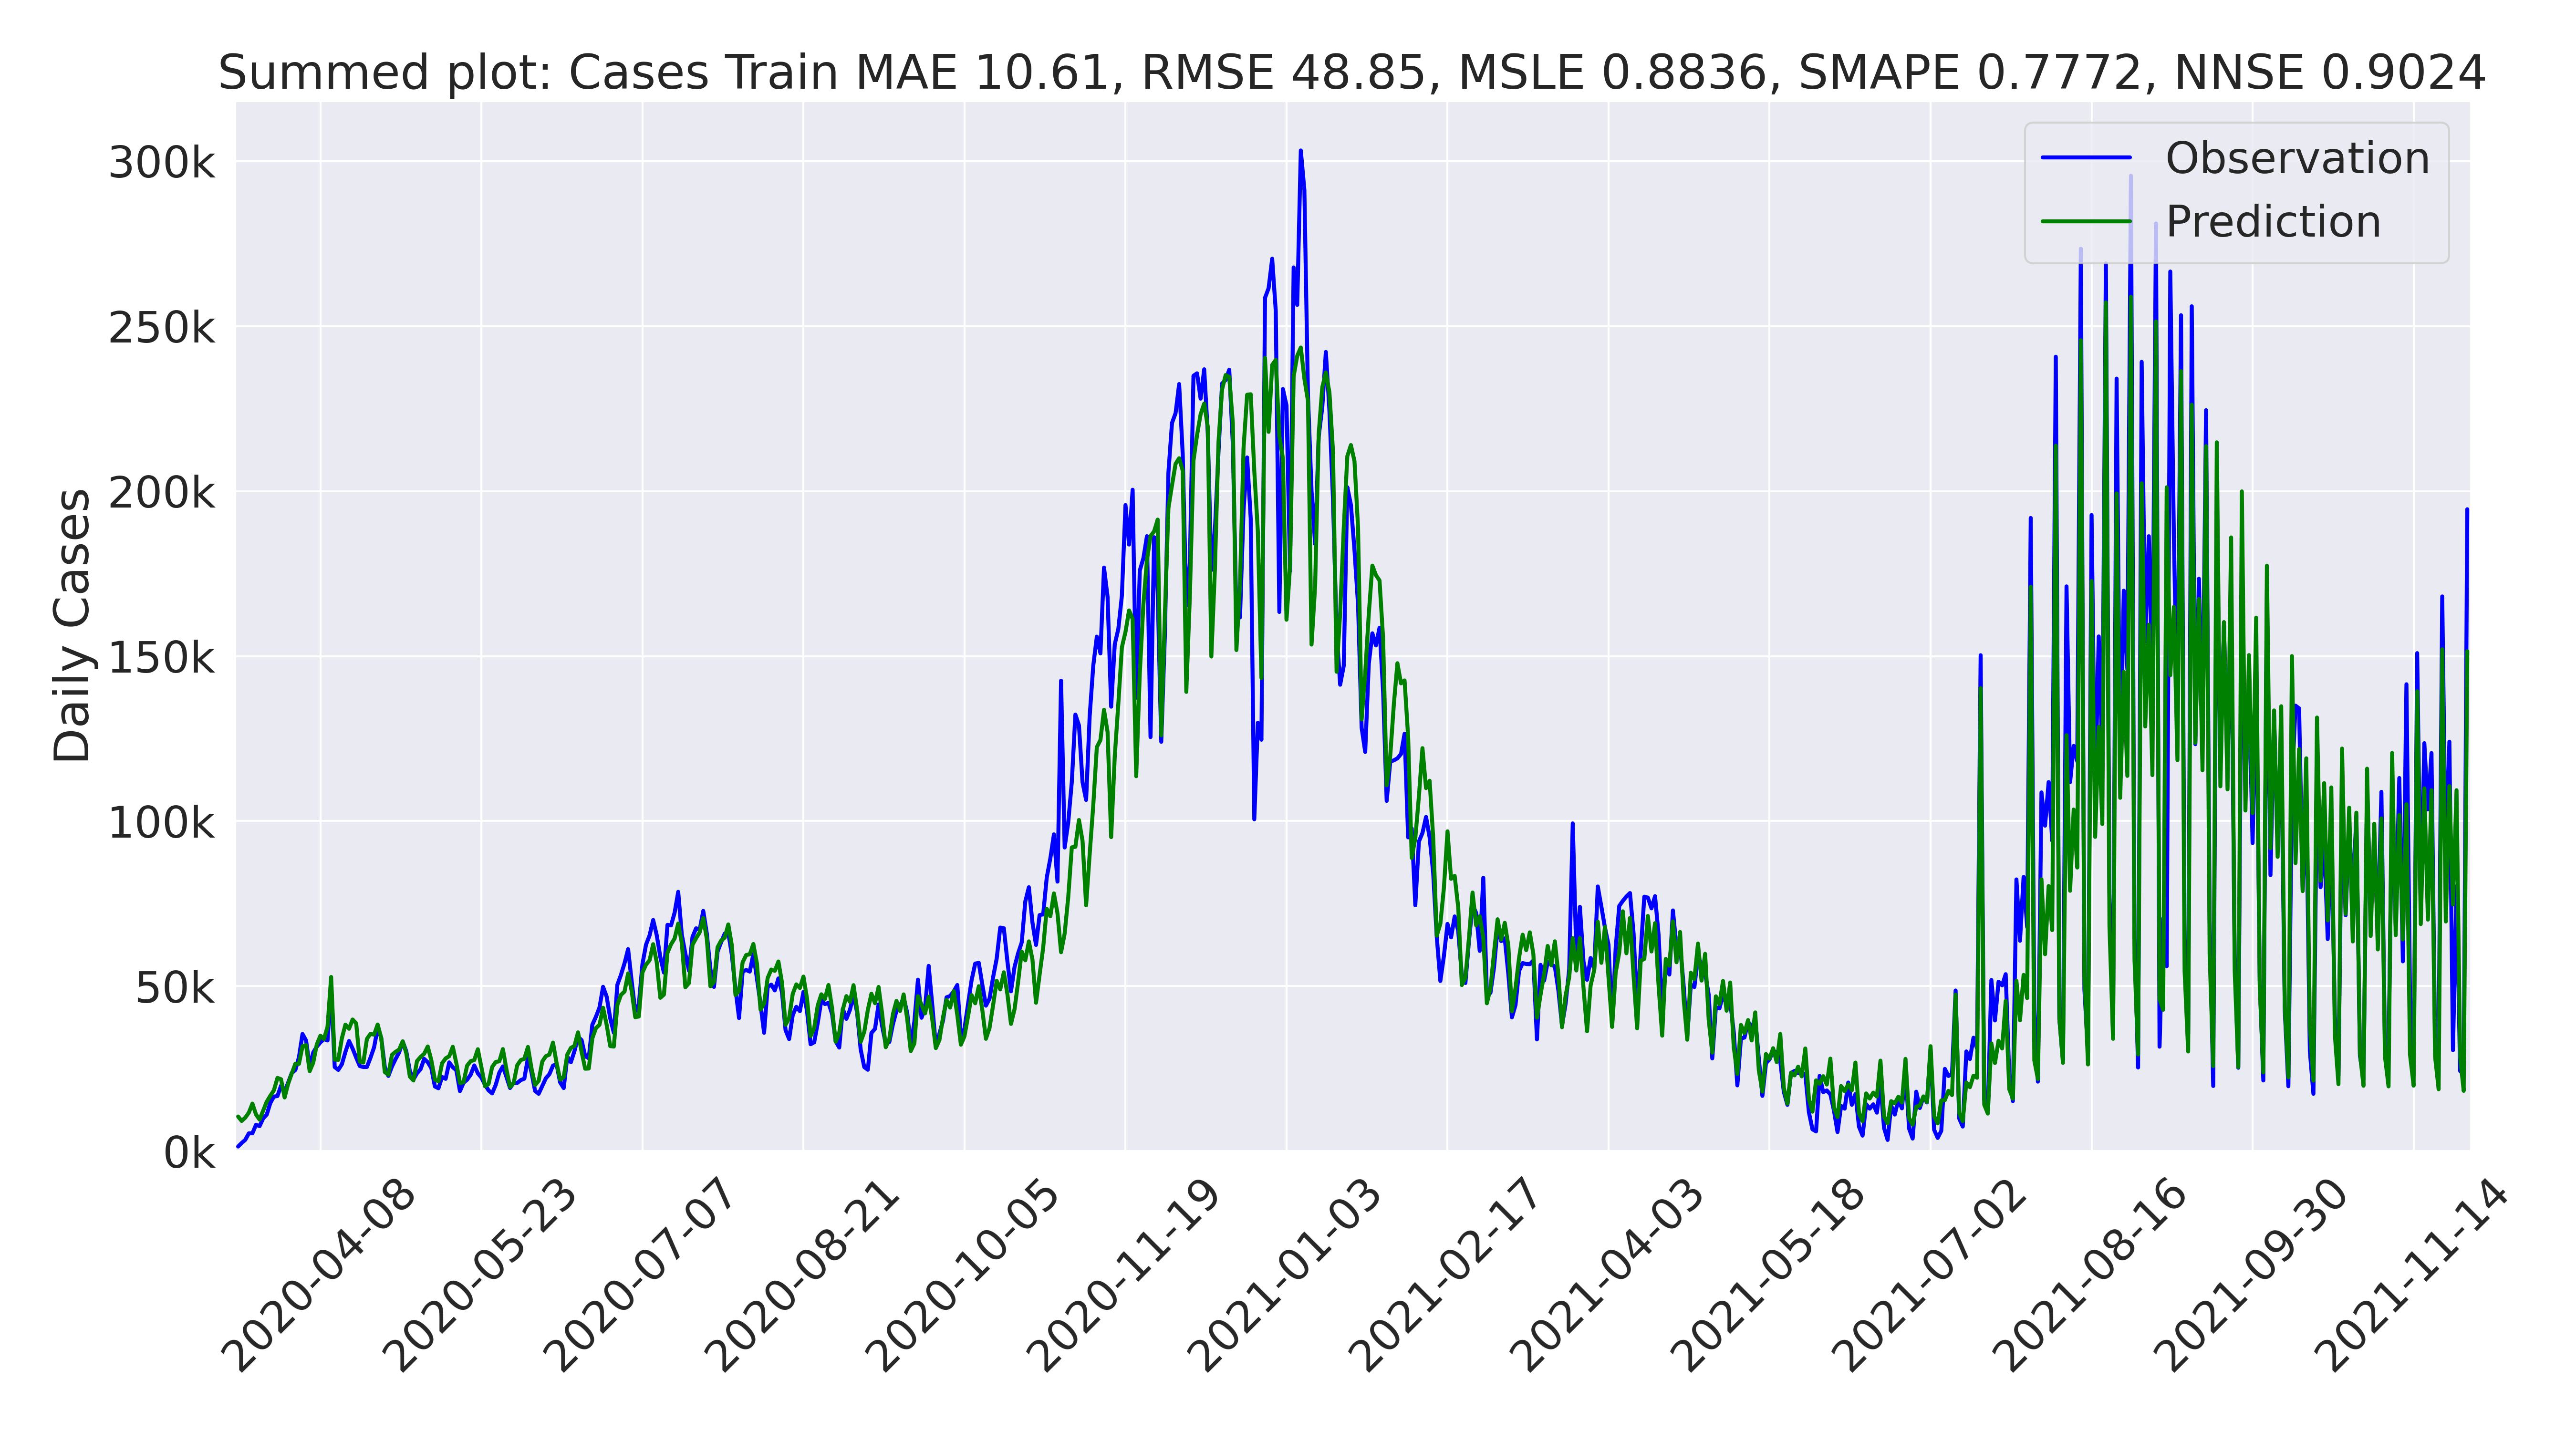 Summed plot: Cases Train MAE 10.61, RMSE 48.85, MSLE 0.8836, SMAPE 0.7772, NNSE 0.9024
Observation
Prediction
Daily Cases
300k
250k
200k
150k
100k
50k
0k
2020-04-08
2020-05-23
2020-07-07
2020-08-21
2020-10-05
2020-11-19
2021-01-03
2021-02-17
2021-04-03
2021-05-18
2021-07-02
2021-08-16
2021-09-30
2021-11-14